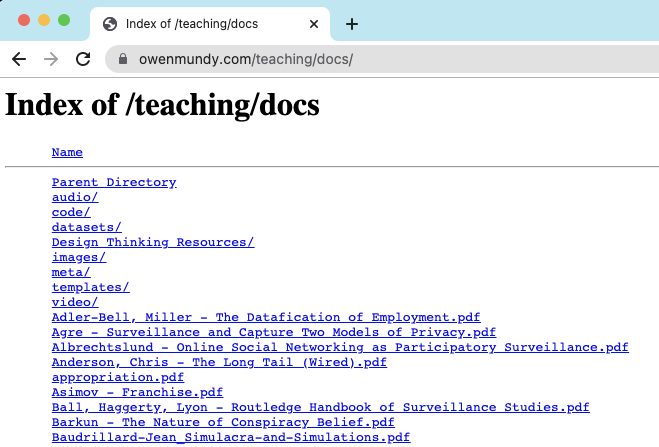 Index of /teaching/docs
owenmundy.com/teaching/docs/
Index of /teaching/docs
Name
Parent Directory
audio/
code/
datasets/
Design Thinking Resources/
images/
meta/
templates/
video/
Adler-Bell, Miller - The Datafication of Employment.pdf
Agre - Surveillance and Capture Two Models of Privacy.pdf
Albrechtslund - Online Social Networking as Participatory Surveillance.pdf
Anderson, Chris - The Long Tail (Wired).pdf
appropriation.pdf
Asimov - Franchise.pdf
Ball, Haggerty, Lyon - Routledge Handbook of Surveillance Studies.pdf
Barkun - The Nature of Conspiracy Belief.pdf
Baudrillard-Jean_Simulacra-and-Simulations.pdf